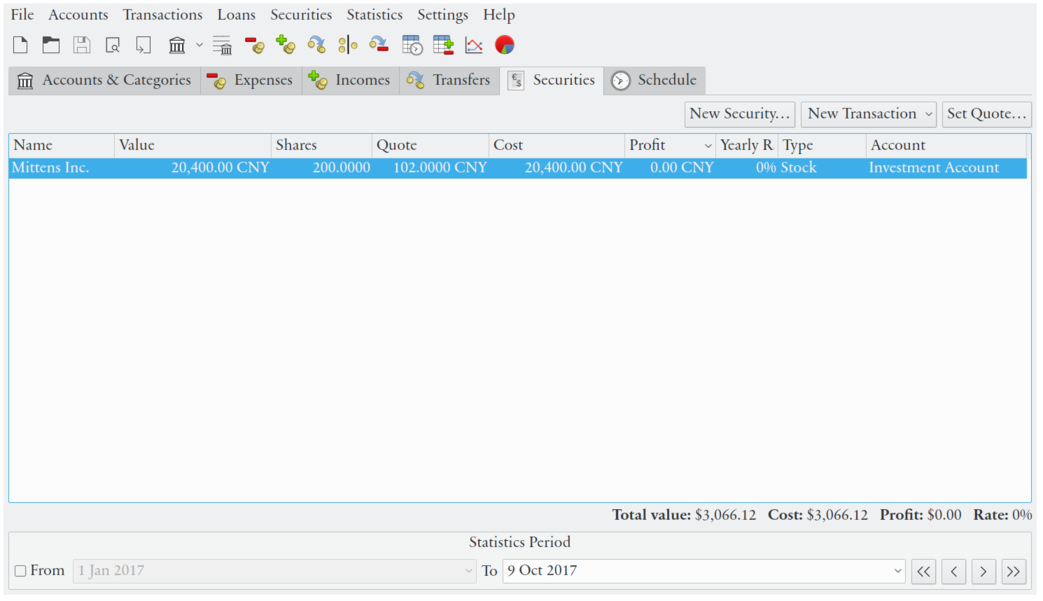 File Accounts Transactions Loans Securities Statistics Settings Help
Accounts & Categories Expenses Incomes Transfers Securities Schedule
New Security... New Transaction Set Quote...
Name Value Shares Quote Cost Profit Yearly R Type Account
Mittens Inc. 20,400.00 CNY 200.0000 102.0000 CNY 20,400.00 CNY 0.00 CNY 0% Stock Investment Account
Total value: $3,066.12 Cost: $3,066.12 Profit: $0.00 Rate: 0%
Statistics Period
From 1 Jan 2017 To 9 Oct 2017 << < > >>